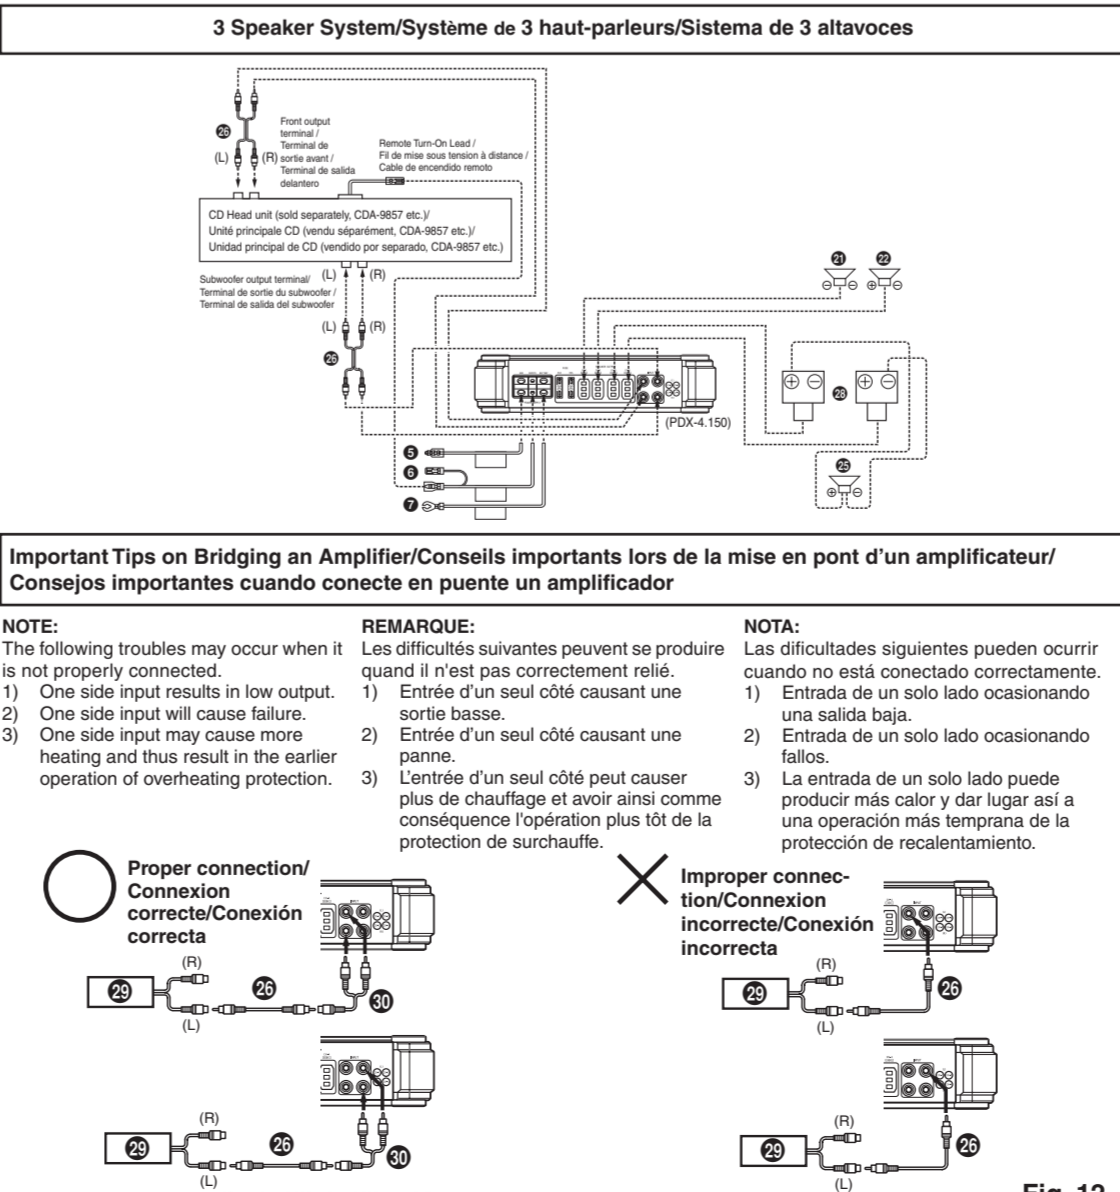 3 Speaker System/Système de 3 haut-parleurs/Sistema de 3 altavoces
26
Front output
terminal /
Terminal de
sortie avant /
Terminal de salida
delantero
(L)
(R)
Remote Turn-On Lead /
Fil de mise sous tension à distance /
Cable de encendido remoto
CD Head unit (sold separately, CDA-9857 etc.)/
Unité principale CD (vendu séparément, CDA-9857 etc.)/
Unidad principal de CD (vendido por separado, CDA-9857 etc.)
Subwoofer output terminal/
Terminal de sortie du subwoofer /
Terminal de salida del subwoofer
(L)
(R)
(L)
(R)
26
21
22
28
25
(PDX-4.150)
5
6
7
Important Tips on Bridging an Amplifier/Conseils importants lors de la mise en pont d’un amplificateur/
Consejos importantes cuando conecte en puente un amplificador
NOTE:
The following troubles may occur when it
is not properly connected.
1) One side input results in low output.
2) One side input will cause failure.
3) One side input may cause more
heating and thus result in the earlier
operation of overheating protection.
REMARQUE:
Les difficultés suivantes peuvent se produire
quand il n'est pas correctement relié.
1) Entrée d’un seul côté causant une
sortie basse.
2) Entrée d’un seul côté causant une
panne.
3) L’entrée d’un seul côté peut causer
plus de chauffage et avoir ainsi comme
conséquence l'opération plus tôt de la
protection de surchauffe.
NOTA:
Las dificultades siguientes pueden ocurrir
cuando no está conectado correctamente.
1) Entrada de un solo lado ocasionando
una salida baja.
2) Entrada de un solo lado ocasionando
fallos.
3) La entrada de un solo lado puede
producir más calor y dar lugar así a
una operación más temprana de la
protección de recalentamiento.
Proper connection/
Connexion
correcte/Conexión
correcta
(R)
29
26
30
(L)
(R)
29
26
30
(L)
Improper connec-
tion/Connexion
incorrecte/Conexión
incorrecta
(R)
29
26
(L)
(R)
29
26
(L)